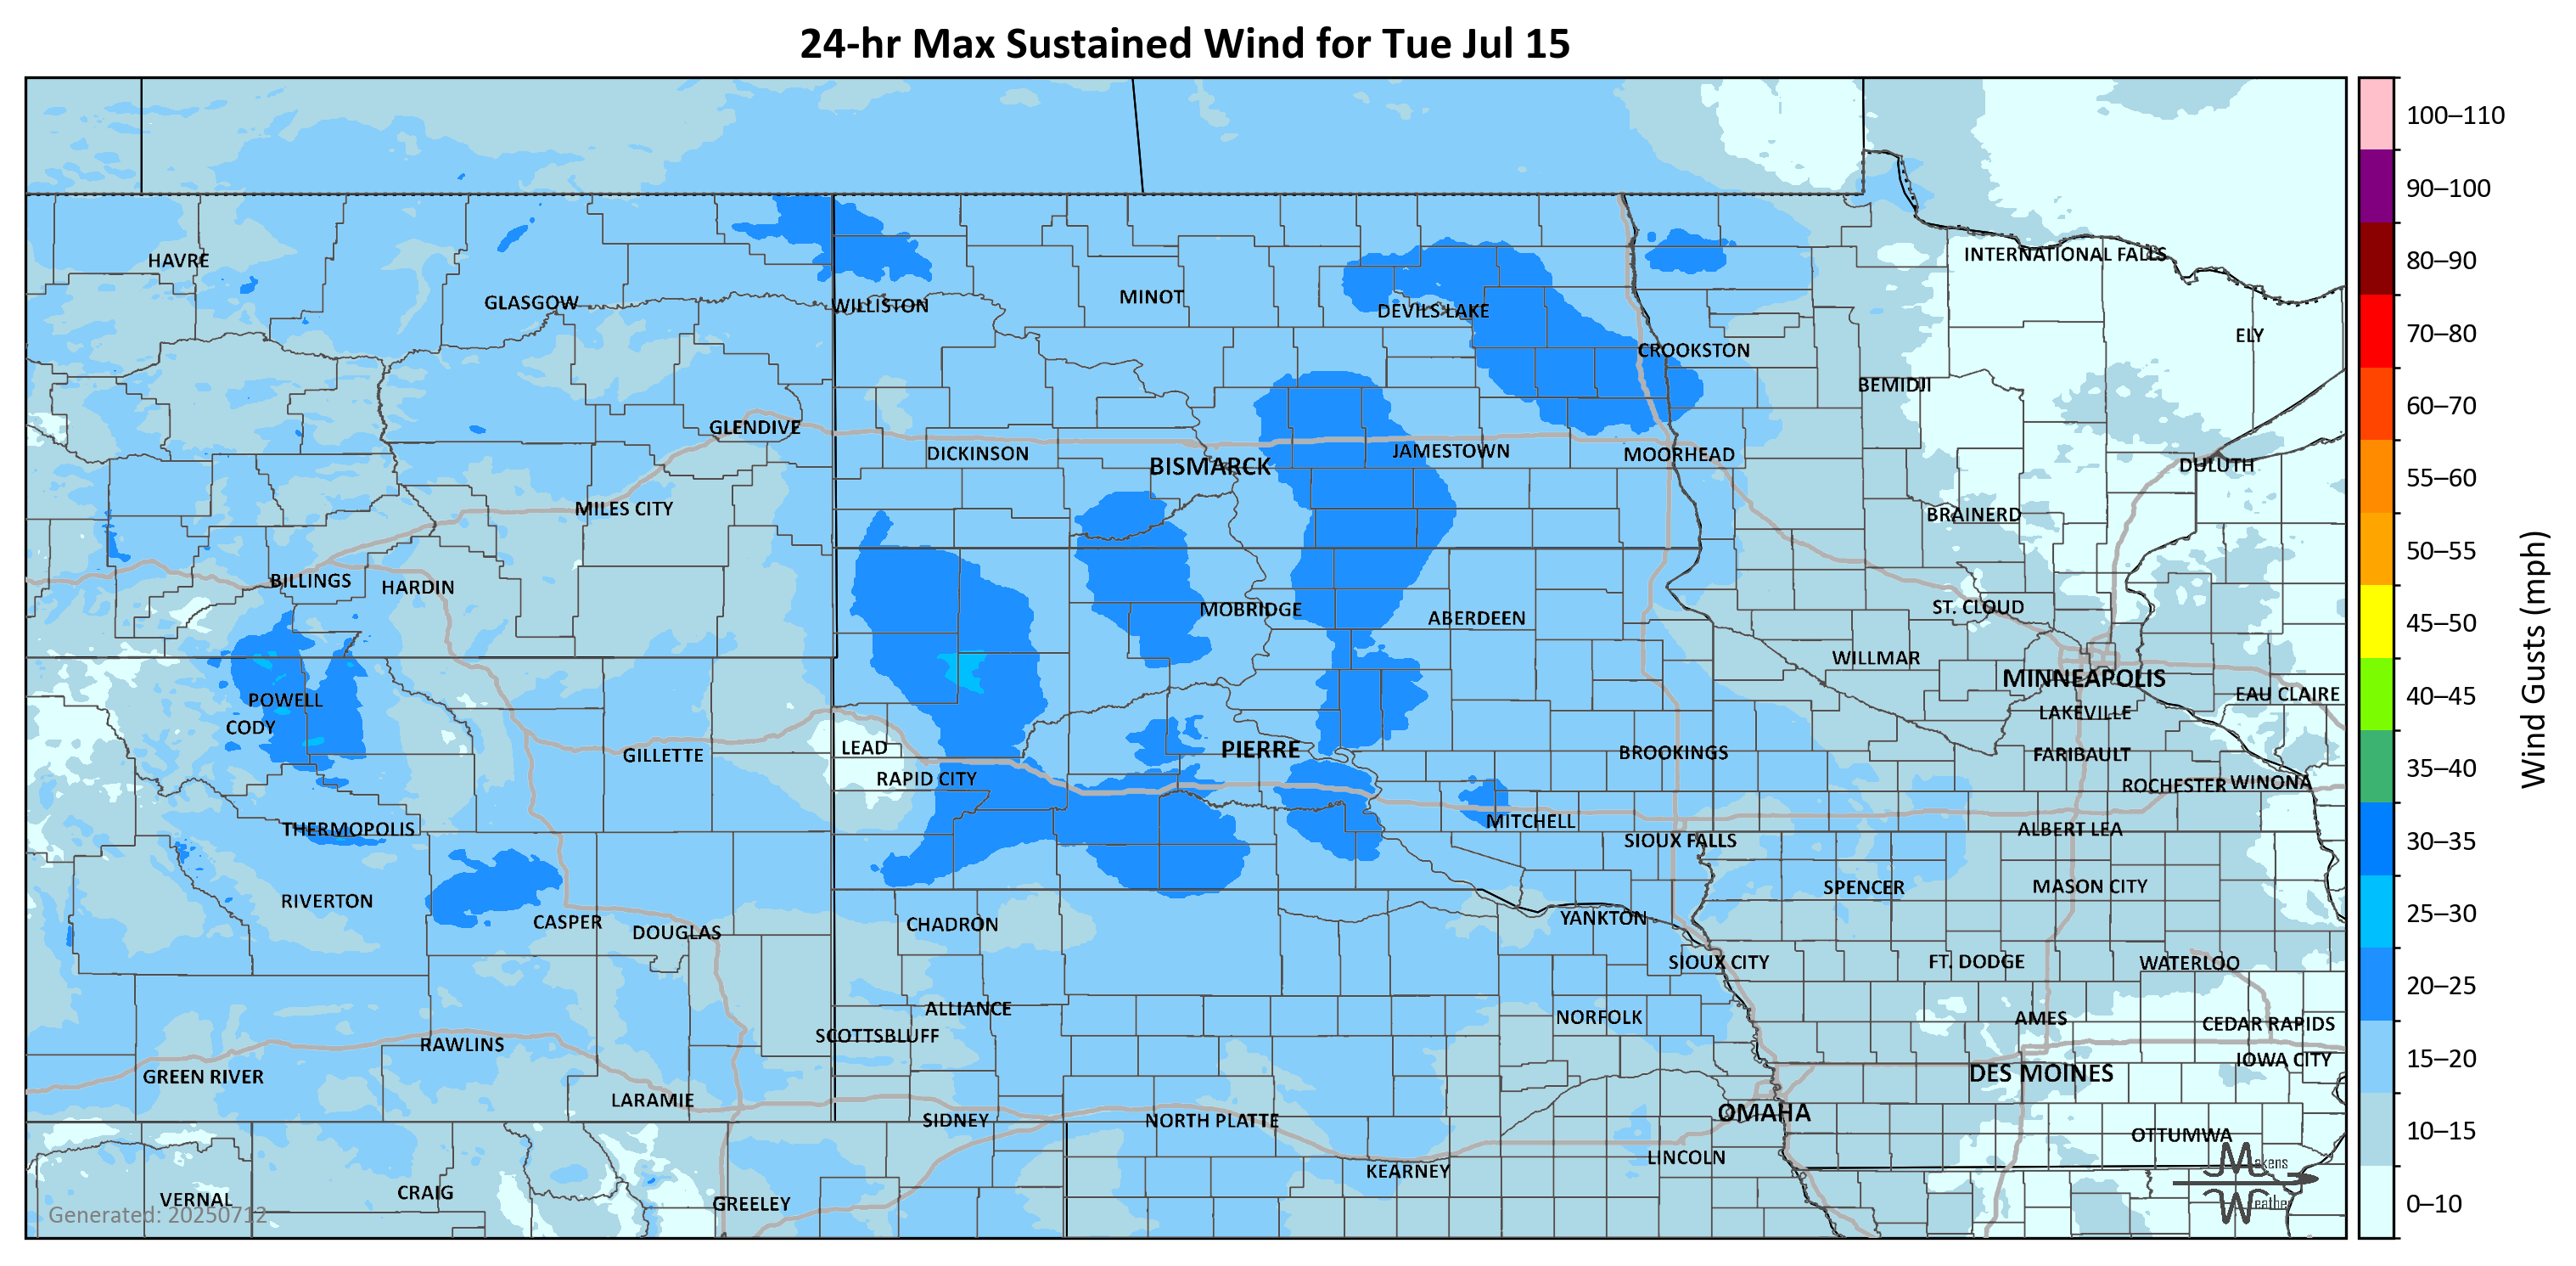 24-hr Max Sustained Wind for Tue Jul 15
100–110
90–100
80–90
70–80
60–70
55–60
50–55
45–50
40–45
35–40
30–35
25–30
20–25
15–20
10–15
0–10
Wind Gusts (mph)
INTERNATIONAL FALLS
HAVRE
GLASGOW
WILLISTON
MINOT
DEVILS LAKE
ELY
CROOKSTON
BEMIDJI
GLENDIVE
DICKINSON
BISMARCK
JAMESTOWN
MOORHEAD
DULUTH
MILES CITY
BRAINERD
BILLINGS
HARDIN
MOBRIDGE
ABERDEEN
ST. CLOUD
WILLMAR
MINNEAPOLIS
EAU CLAIRE
POWELL
CODY
LAKEVILLE
GILLETTE
LEAD
PIERRE
BROOKINGS
FARIBAULT
RAPID CITY
ROCHESTER
WINONA
THERMOPOLIS
MITCHELL
SIOUX FALLS
ALBERT LEA
RIVERTON
SPENCER
MASON CITY
CASPER
DOUGLAS
CHADRON
YANKTON
SIOUX CITY
FT. DODGE
WATERLOO
ALLIANCE
SCOTTSBLUFF
NORFOLK
AMES
CEDAR RAPIDS
RAWLINS
IOWA CITY
GREEN RIVER
DES MOINES
LARAMIE
SIDNEY
NORTH PLATTE
OMAHA
OTTUMWA
LINCOLN
KEARNEY
VERNAL
CRAIG
GREELEY
Generated: 20250712
Makens
Weather